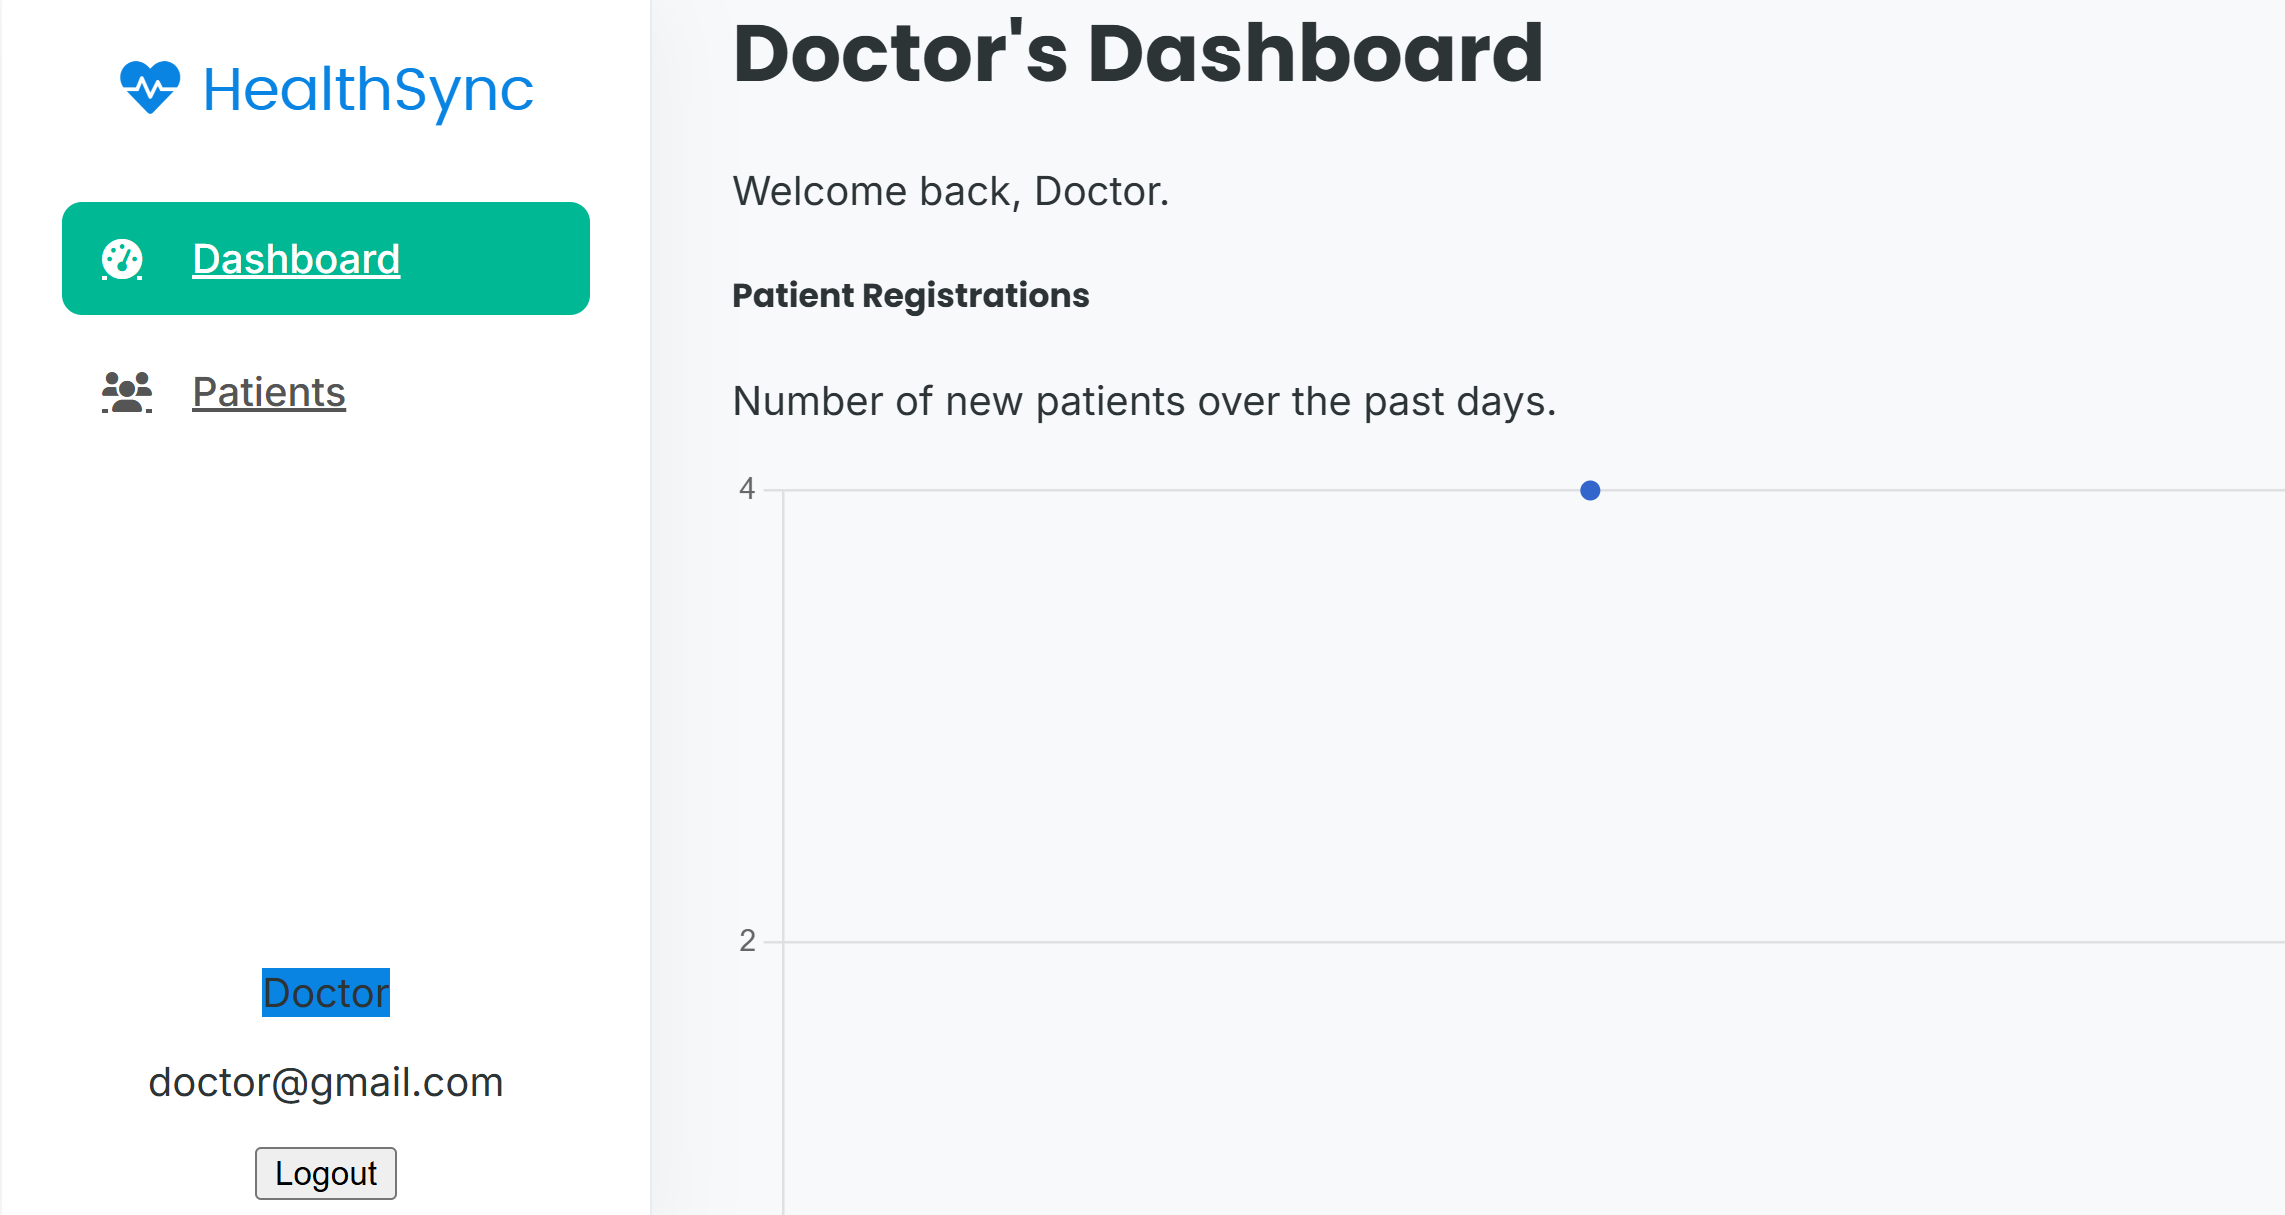 HealthSync
Dashboard
Patients
Doctor
doctor@gmail.com
Logout
Doctor's Dashboard
Welcome back, Doctor.
Patient Registrations
Number of new patients over the past days.
4
2